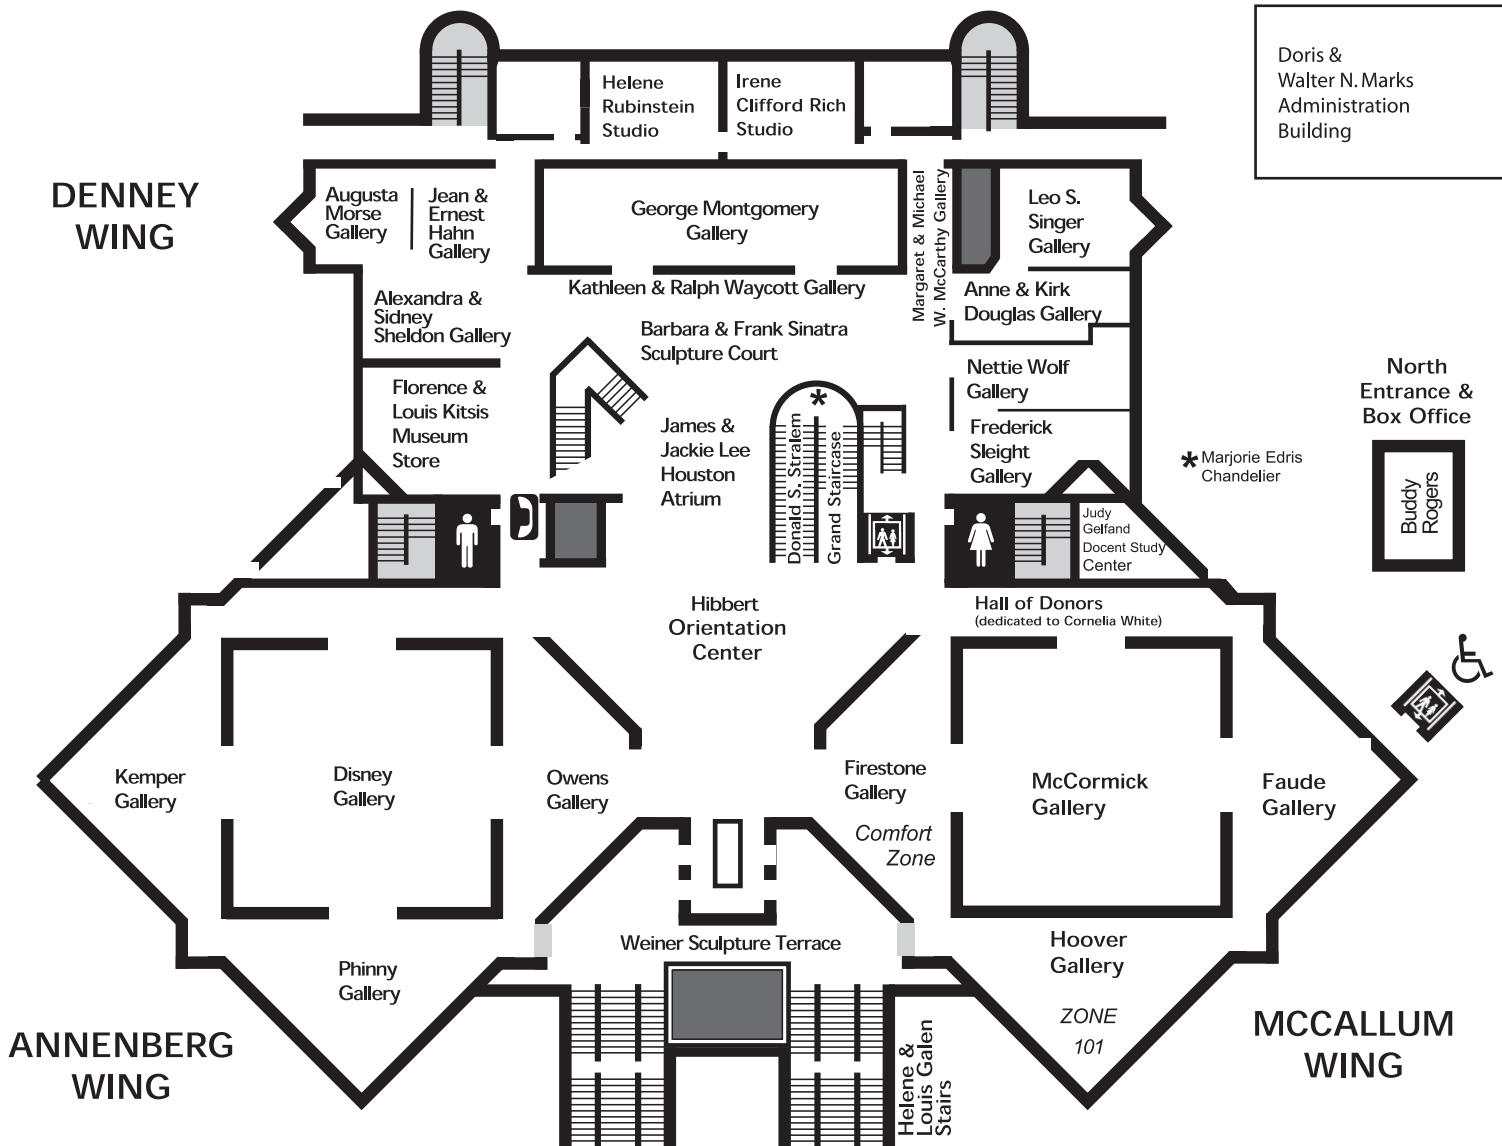 Doris &
Walter N. Marks
Administration
Building
Helene
Rubinstein
Studio
Irene
Clifford Rich
Studio
DENNEY
WING
Augusta
Morse
Gallery
Jean &
Ernest
Hahn
Gallery
George Montgomery
Gallery
Margaret & Michael
W. McCarthy Gallery
Leo S.
Singer
Gallery
Kathleen & Ralph Waycott Gallery
Anne & Kirk
Douglas Gallery
Alexandra &
Sidney
Sheldon Gallery
Barbara & Frank Sinatra
Sculpture Court
Florence &
Louis Kitsis
Museum
Store
James &
Jackie Lee
Houston
Atrium
*
Donald S. Stralem
Grand Staircase
Nettie Wolf
Gallery
Frederick
Sleight
Gallery
North
Entrance &
Box Office
* Marjorie Edris
Chandelier
Buddy
Rogers
Judy
Gelfand
Docent Study
Center
Hibbert
Orientation
Center
Hall of Donors
(dedicated to Cornelia White)
Kemper
Gallery
Disney
Gallery
Owens
Gallery
Firestone
Gallery
Comfort
Zone
McCormick
Gallery
Faude
Gallery
Weiner Sculpture Terrace
Phinny
Gallery
Hoover
Gallery
ZONE
101
ANNENBERG
WING
Helene &
Louis Galen
Stairs
MCCALLUM
WING